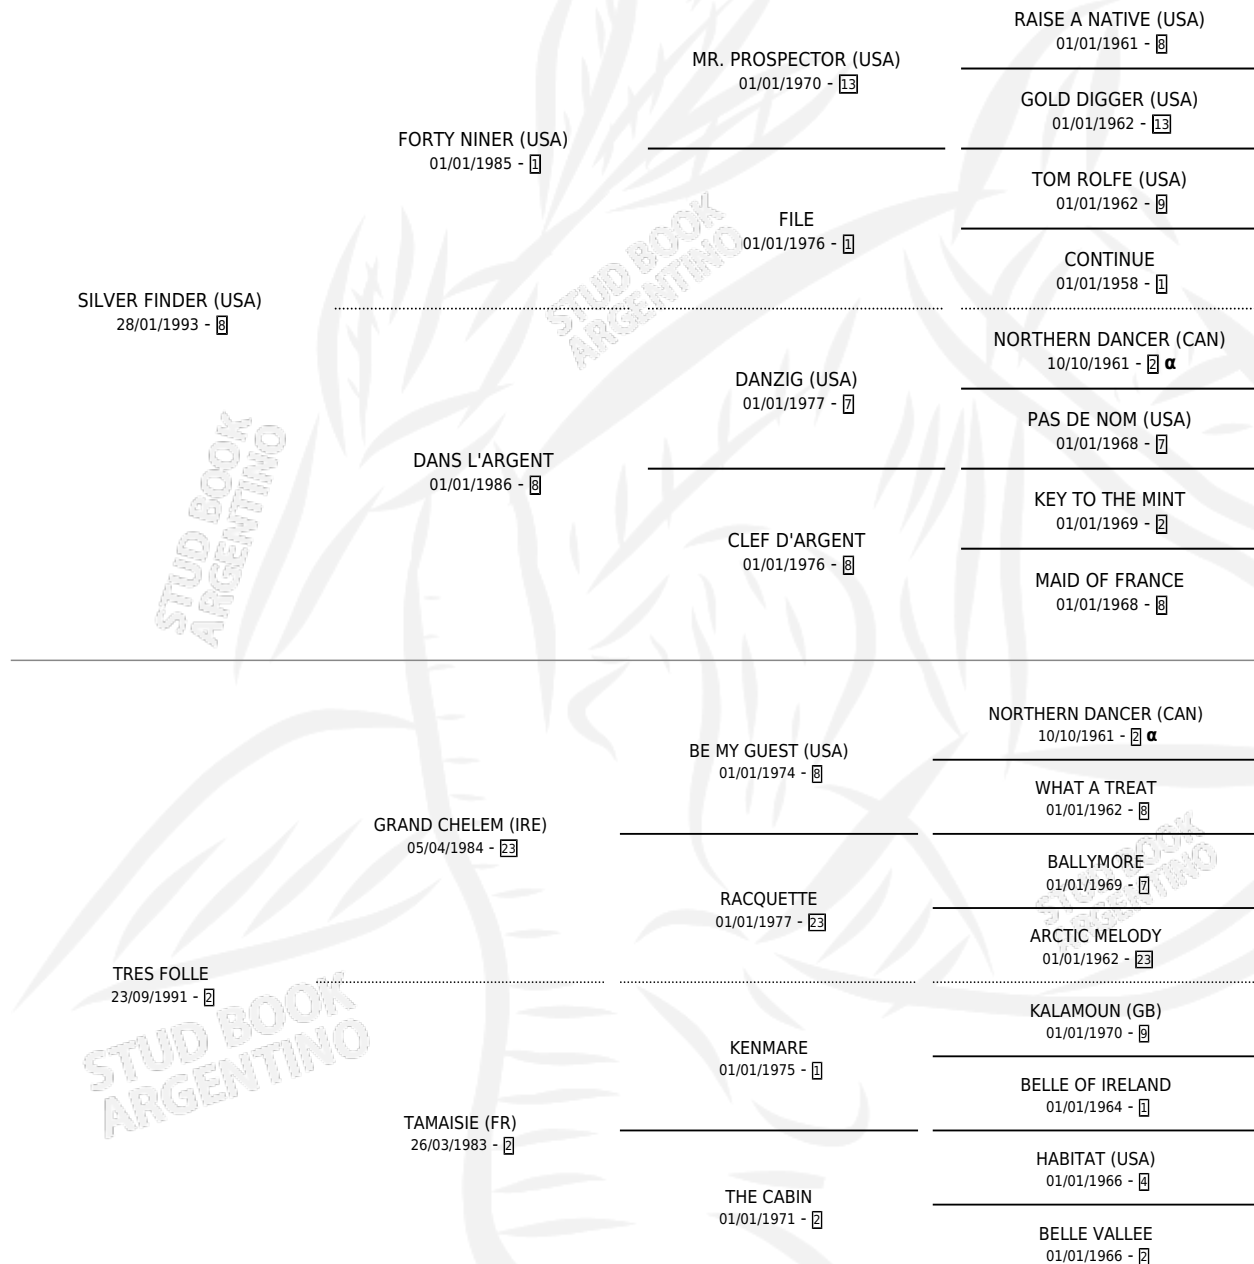 RAISE A NATIVE (USA)
01/01/1961 - 8
MR. PROSPECTOR (USA)
01/01/1970 - 13
GOLD DIGGER (USA)
01/01/1962 - 13
FORTY NINER (USA)
01/01/1985 - 1
TOM ROLFE (USA)
01/01/1962 - 9
FILE
01/01/1976 - 1
CONTINUE
01/01/1958 - 1
SILVER FINDER (USA)
28/01/1993 - 8
NORTHERN DANCER (CAN)
10/10/1961 - 2 α
DANZIG (USA)
01/01/1977 - 7
PAS DE NOM (USA)
01/01/1968 - 7
DANS L'ARGENT
01/01/1986 - 8
KEY TO THE MINT
01/01/1969 - 2
CLEF D'ARGENT
01/01/1976 - 8
MAID OF FRANCE
01/01/1968 - 8
NORTHERN DANCER (CAN)
10/10/1961 - 2 α
BE MY GUEST (USA)
01/01/1974 - 8
WHAT A TREAT
01/01/1962 - 8
GRAND CHELEM (IRE)
05/04/1984 - 23
BALLYMORE
01/01/1969 - 7
RACQUETTE
01/01/1977 - 23
ARCTIC MELODY
01/01/1962 - 23
TRES FOLLE
23/09/1991 - 2
KALAMOUN (GB)
01/01/1970 - 9
KENMARE
01/01/1975 - 1
BELLE OF IRELAND
01/01/1964 - 1
TAMAISIE (FR)
26/03/1983 - 2
HABITAT (USA)
01/01/1966 - 4
THE CABIN
01/01/1971 - 2
BELLE VALLEE
01/01/1966 - 2
STUD BOOK
ARGENTINO
STUD BOOK
ARGENTINO
STUD BOOK
ARGENTINO
STUD BOOK
ARGENTINO